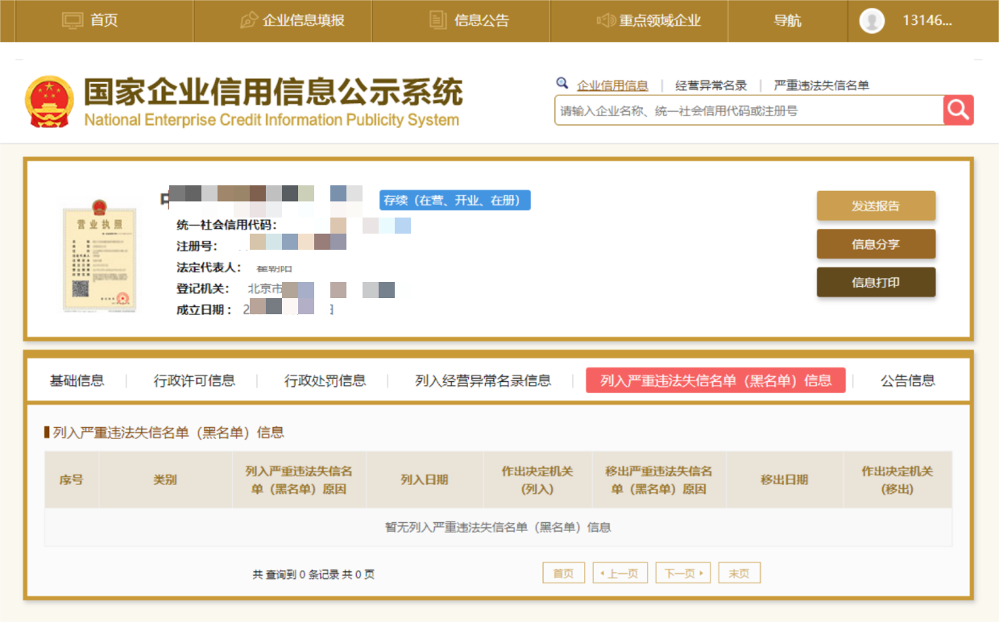 首页
企业信息填报
信息公告
重点领域企业
导航
13146...
国家企业信用信息公示系统
National Enterprise Credit Information Publicity System
企业信用信息 | 经营异常名录 | 严重违法失信名单
请输入企业名称、统一社会信用代码或注册号
营业执照
存续（在营、开业、在册）
统一社会信用代码：
注册号：
法定代表人：
登记机关： 北京市
成立日期： 2 日
发送报告
信息分享
信息打印
基础信息
行政许可信息
行政处罚信息
列入经营异常名录信息
列入严重违法失信名单（黑名单）信息
公告信息
列入严重违法失信名单（黑名单）信息
序号
类别
列入严重违法失信名
单（黑名单）原因
列入日期
作出决定机关
(列入)
移出严重违法失信名
单（黑名单）原因
移出日期
作出决定机关
(移出)
暂无列入严重违法失信名单（黑名单）信息
共 查询到 0 条记录 共 0 页
首页
上一页
下一页
末页